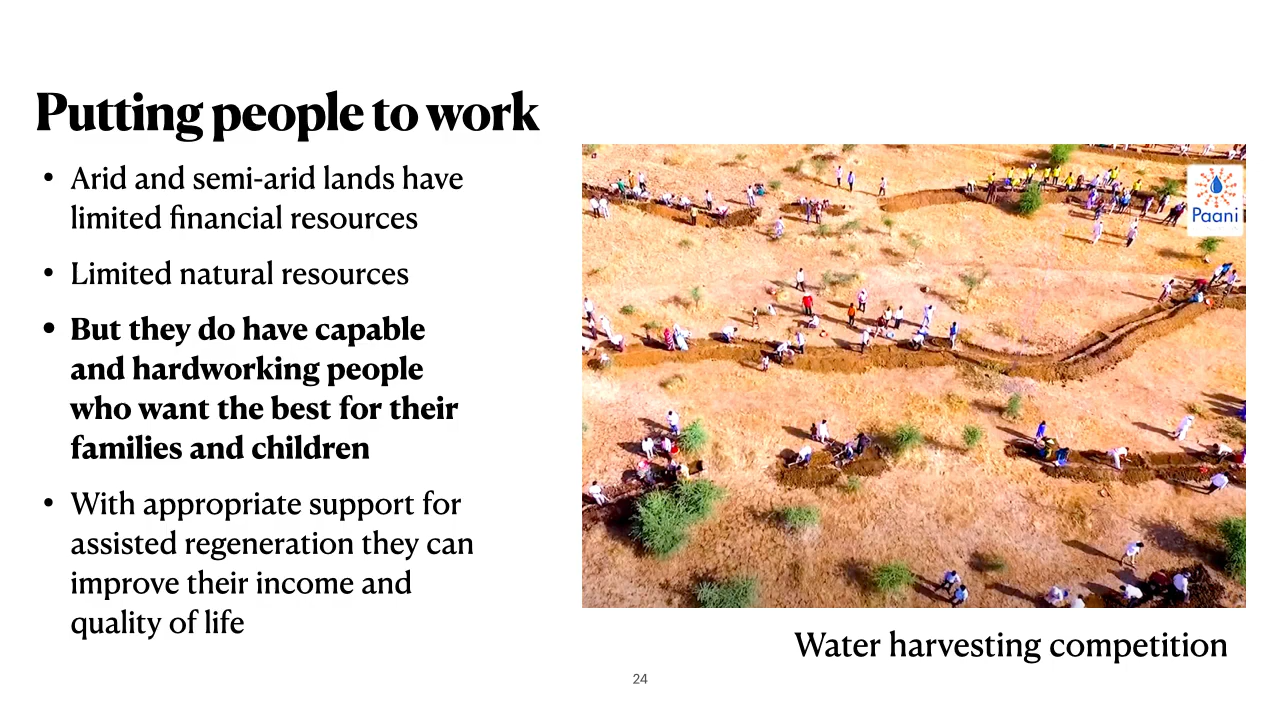 Putting people to work
• Arid and semi-arid lands have
limited financial resources
• Limited natural resources
• But they do have capable
and hardworking people
who want the best for their
families and children
• With appropriate support for
assisted regeneration they can
improve their income and
quality of life
Paani
Water harvesting competition
24